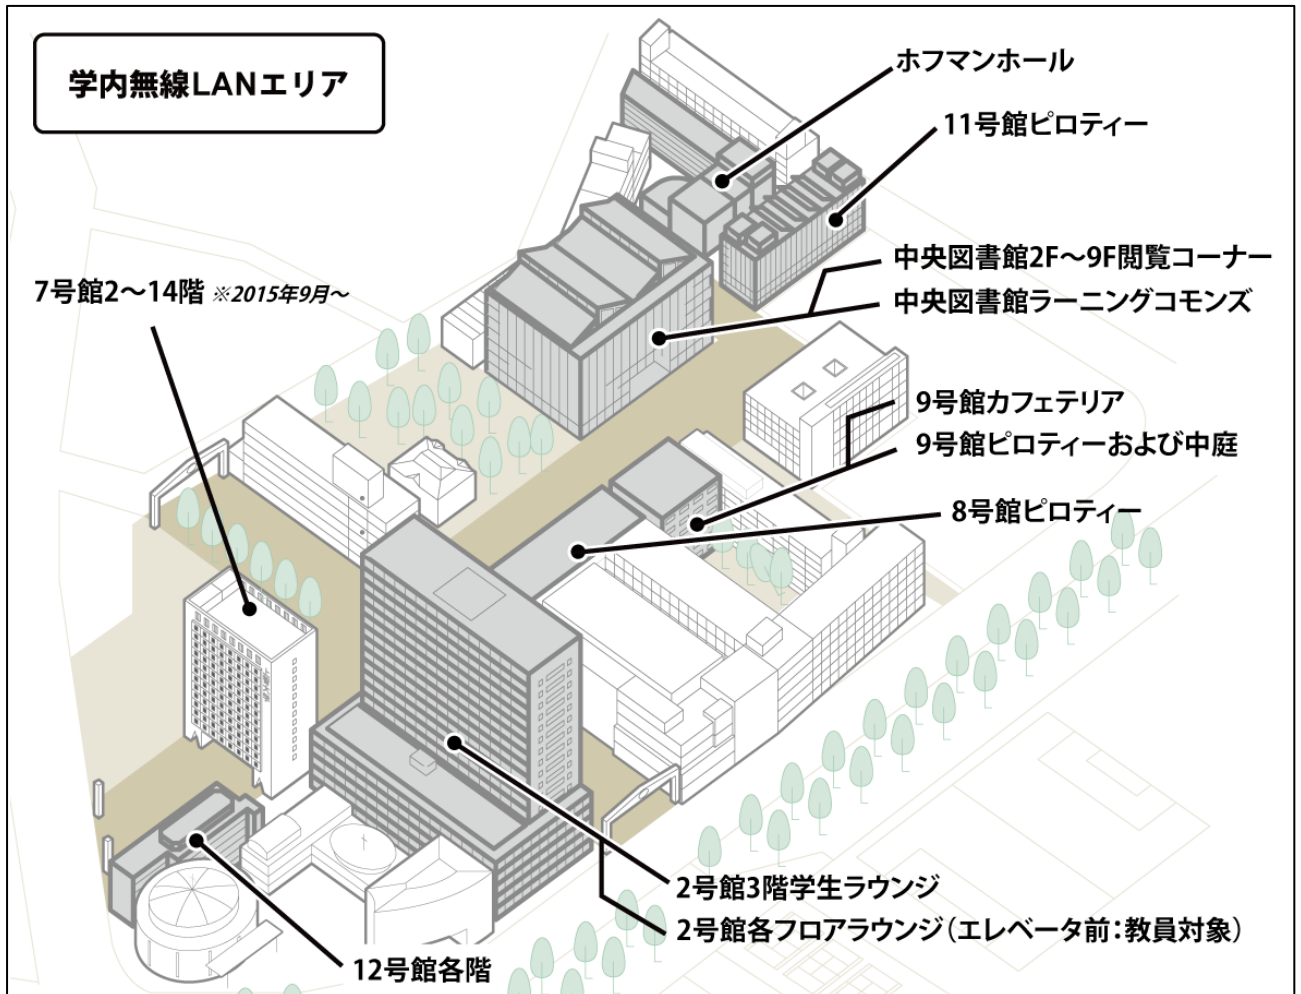 学内無線LANエリア
ホフマンホール
11号館ピロティー
中央図書館2F～9F閲覧コーナー
中央図書館ラーニングコモンズ
7号館2～14階 ※2015年9月～
9号館カフェテリア
9号館ピロティーおよび中庭
8号館ピロティー
2号館3階学生ラウンジ
2号館各フロアラウンジ（エレベータ前：教員対象）
12号館各階